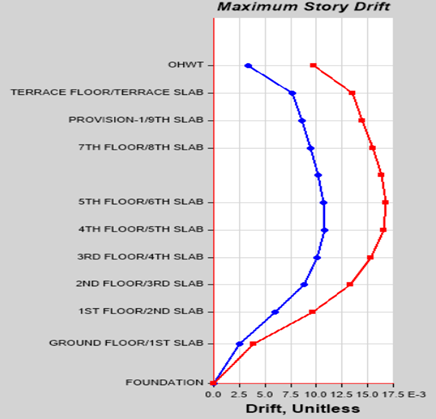 Maximum Story Drift
OHWT
TERRACE FLOOR/TERRACE SLAB
PROVISION-1/9TH SLAB
7TH FLOOR/8TH SLAB
5TH FLOOR/6TH SLAB
4TH FLOOR/5TH SLAB
3RD FLOOR/4TH SLAB
2ND FLOOR/3RD SLAB
1ST FLOOR/2ND SLAB
GROUND FLOOR/1ST SLAB
FOUNDATION
0.0 2.5 5.0 7.5 10.0 12.5 15.0 17.5 E-3
Drift, Unitless